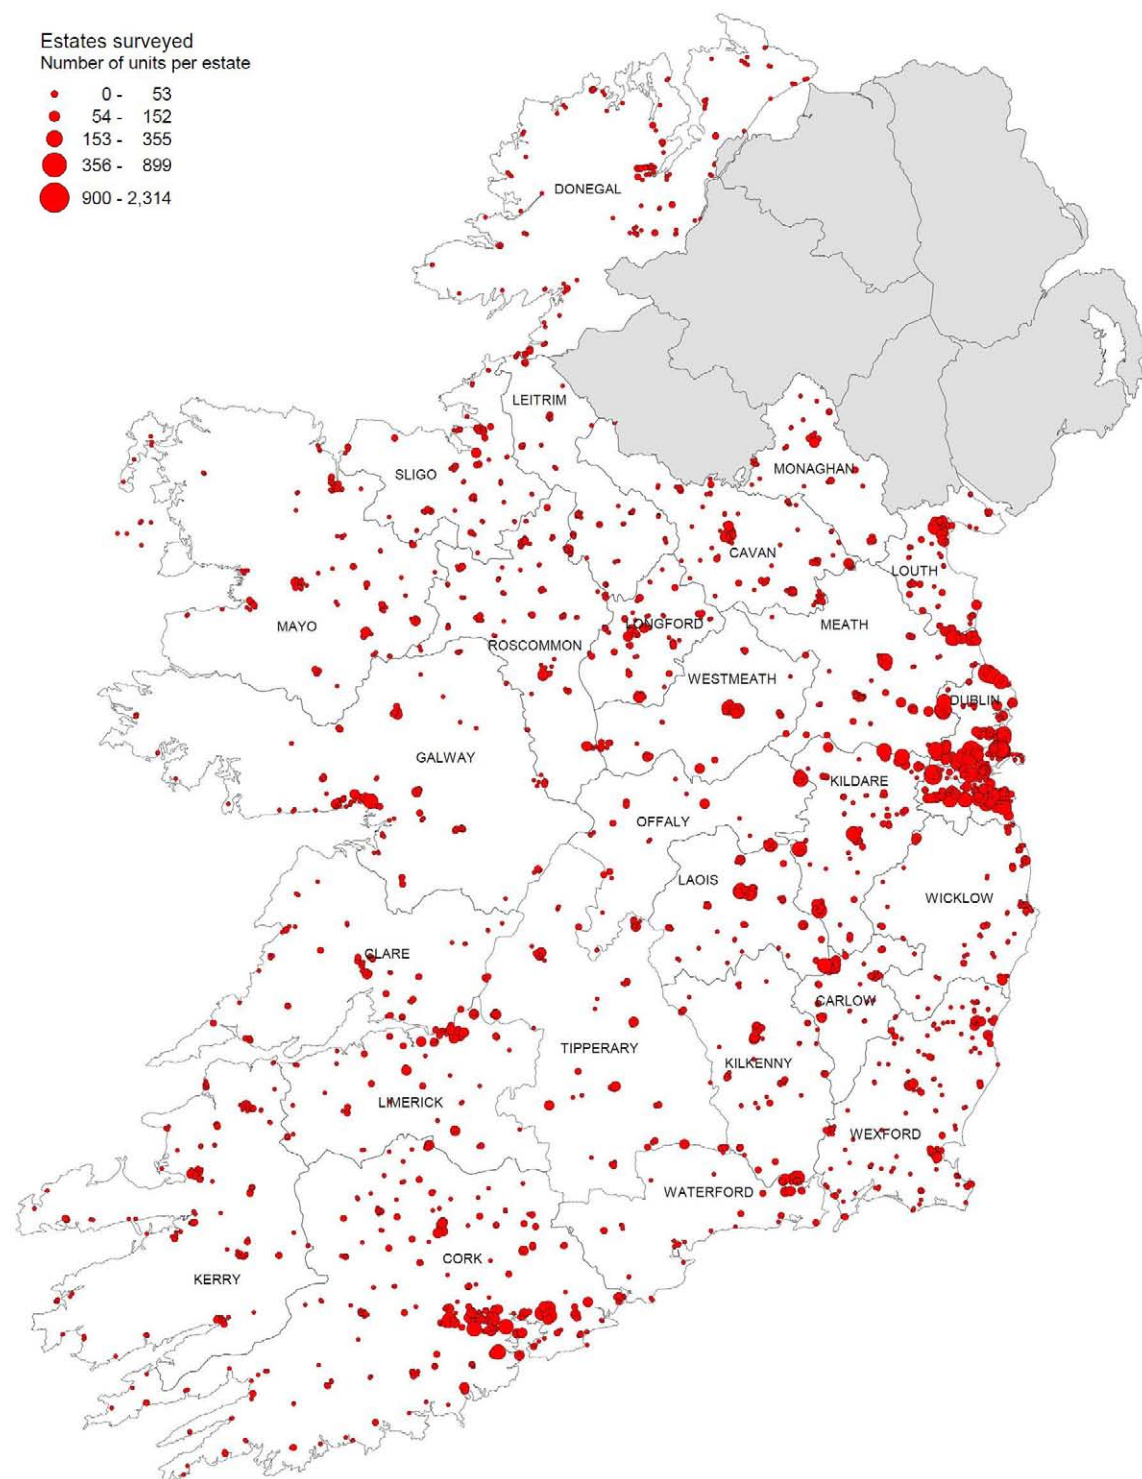 Estates surveyed
Number of units per estate
0 - 53
54 - 152
153 - 355
356 - 899
900 - 2,314
DONEGAL
LEITRIM
SLIGO
MONAGHAN
CAVAN
LOUTH
MAYO
LONGFORD
MEATH
ROSCOMMON
WESTMEATH
DUBLIN
GALWAY
KILDARE
OFFALY
LAOIS
WICKLOW
CLARE
CARLOW
TIPPERARY
KILKENNY
LIMERICK
WEXFORD
WATERFORD
CORK
KERRY